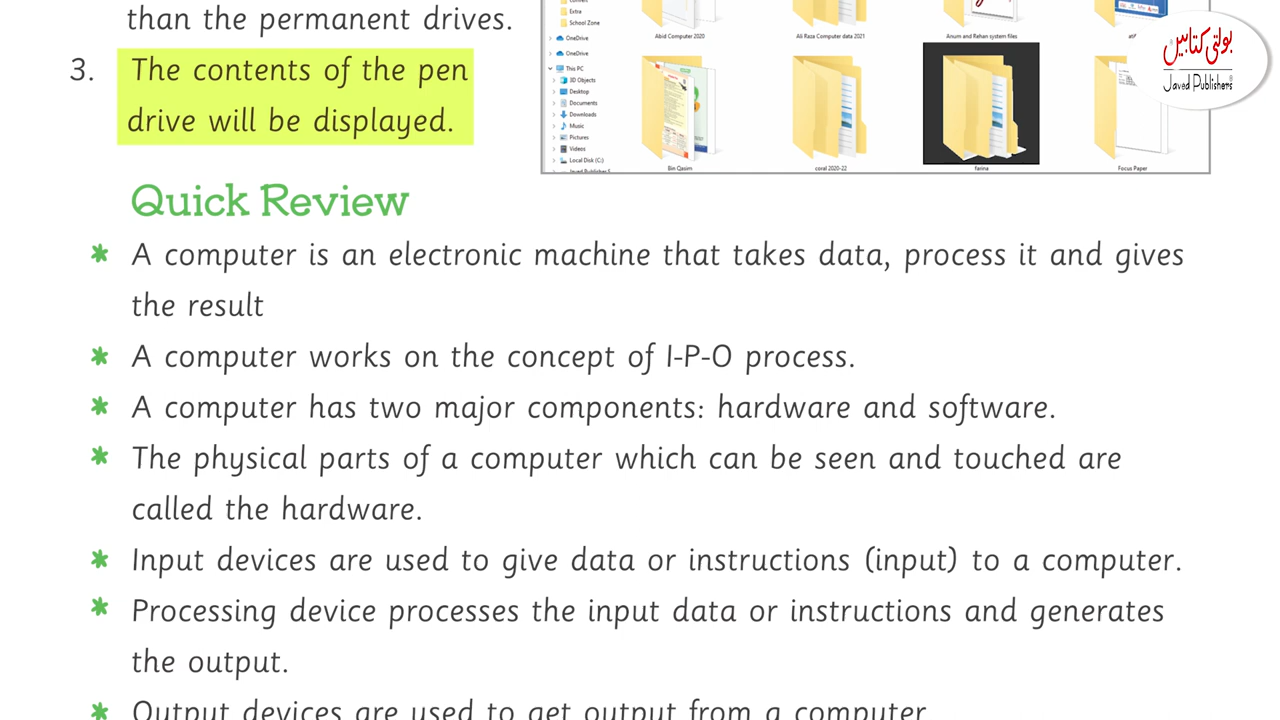 than the permanent drives.
3. The contents of the pen
drive will be displayed.
Extra
School Zone
OneDrive
OneDrive
This PC
3D Objects
Desktop
Documents
Downloads
Music
Pictures
Videos
Local Disk (C:)
Abid Computer 2020
Ali Raza Computer data 2021
Anum and Rehan system files
atif
Bin Qasim
coral 2020-22
farina
Focus Paper
بولتی کتابیں
Javed Publishers
Quick Review
* A computer is an electronic machine that takes data, process it and gives
the result
* A computer works on the concept of I-P-O process.
* A computer has two major components: hardware and software.
* The physical parts of a computer which can be seen and touched are
called the hardware.
* Input devices are used to give data or instructions (input) to a computer.
* Processing device processes the input data or instructions and generates
the output.
* Output devices are used to get output from a computer